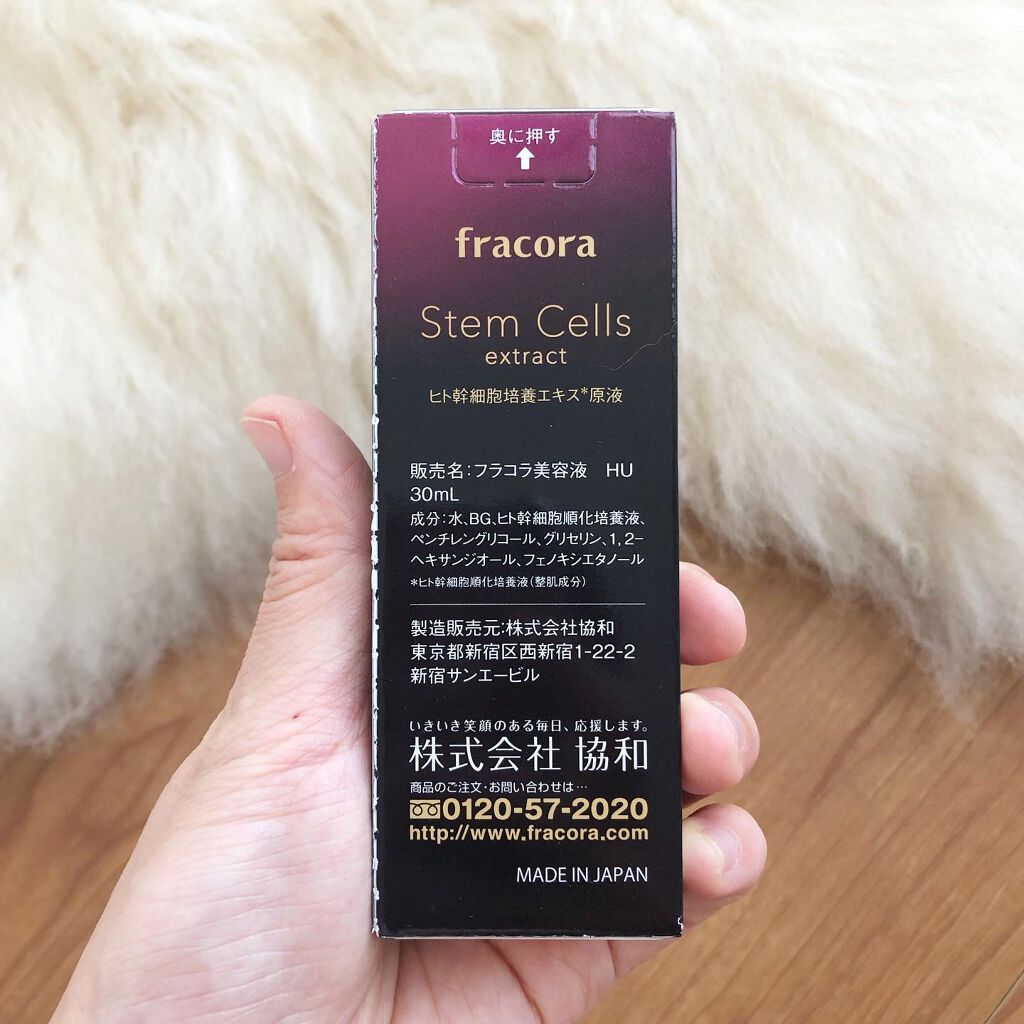 奥に押す
fracora
Stem Cells
extract
ヒト幹細胞培養エキス*原液
販売名:フラコラ美容液 HU
30mL
成分:水、BG、ヒト幹細胞順化培養液、
ペンチレングリコール、グリセリン、1,2-
ヘキサンジオール、フェノキシエタノール
*ヒト幹細胞順化培養液(整肌成分)
製造販売元:株式会社協和
東京都新宿区西新宿1-22-2
新宿サンエービル
いきいき笑顔のある毎日、応援します。
株式会社 協和
商品のご注文・お問い合わせは…
0120-57-2020
http://www.fracora.com
MADE IN JAPAN